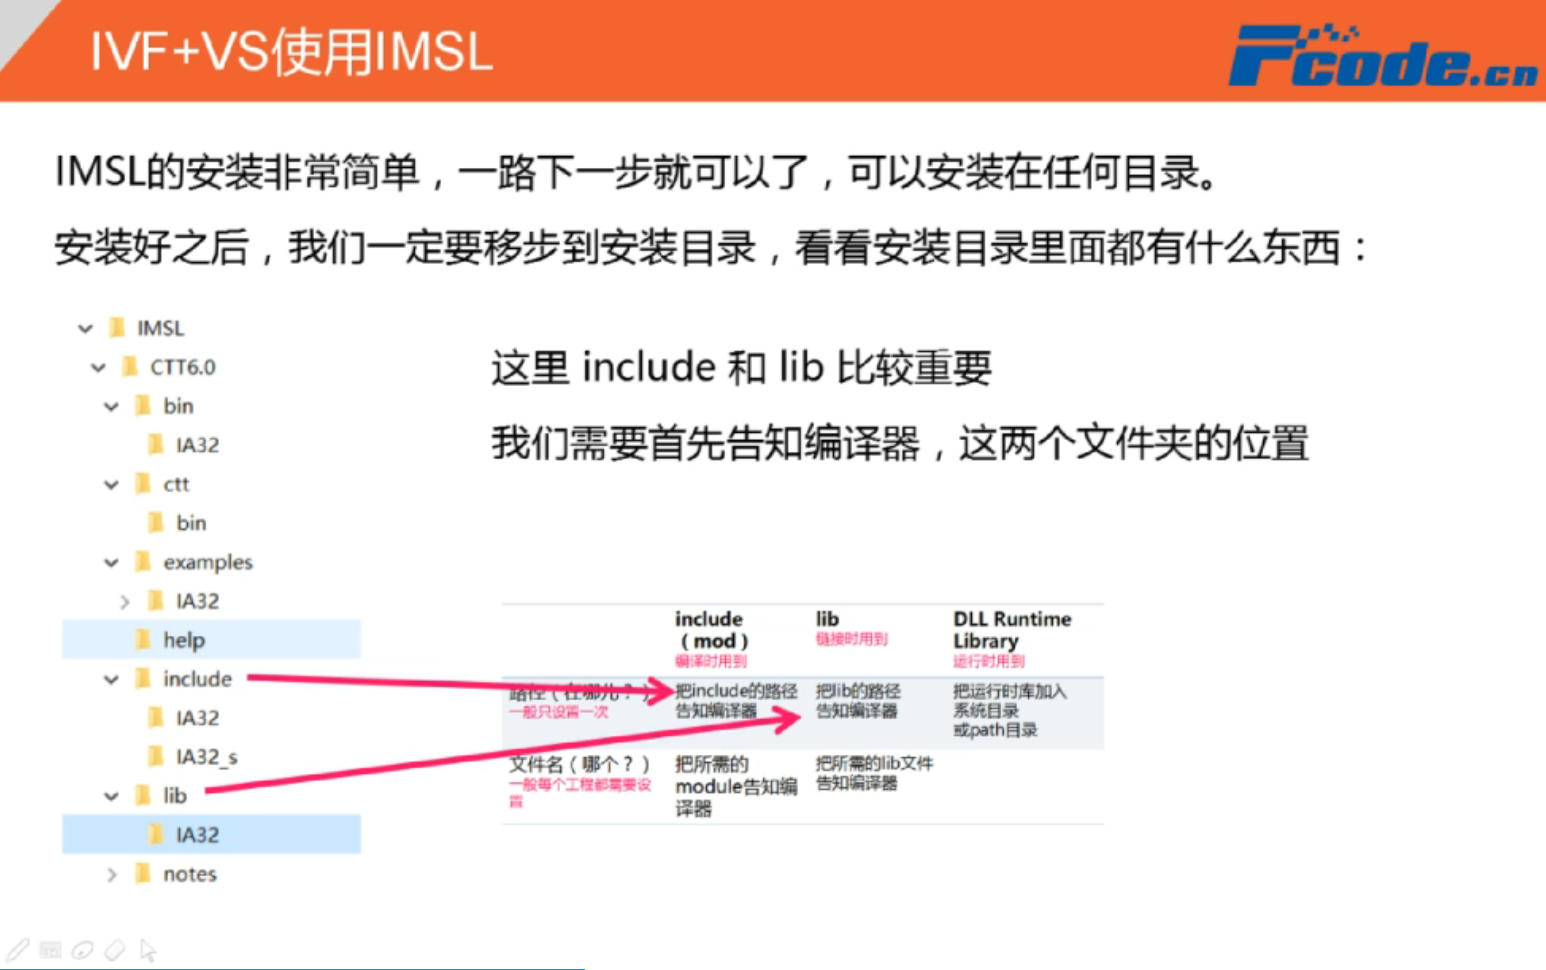 IVF+VS使用IMSL
Fcode.cn
IMSL的安装非常简单，一路下一步就可以了，可以安装在任何目录。
安装好之后，我们一定要移步到安装目录，看看安装目录里面都有什么东西：
IMSL
CTT6.0
bin
IA32
ctt
bin
examples
IA32
help
include
IA32
IA32_s
lib
IA32
notes
这里 include 和 lib 比较重要
我们需要首先告知编译器，这两个文件夹的位置
include
（mod）
编译时用到
lib
链接时用到
DLL Runtime
Library
运行时用到
路径（在哪儿？）
一般只设置一次
把include的路径
告知编译器
把lib的路径
告知编译器
把运行时库加入
系统目录
或path目录
文件名（哪个？）
一般每个工程都需要设
置
把所需的
module告知编
译器
把所需的lib文件
告知编译器